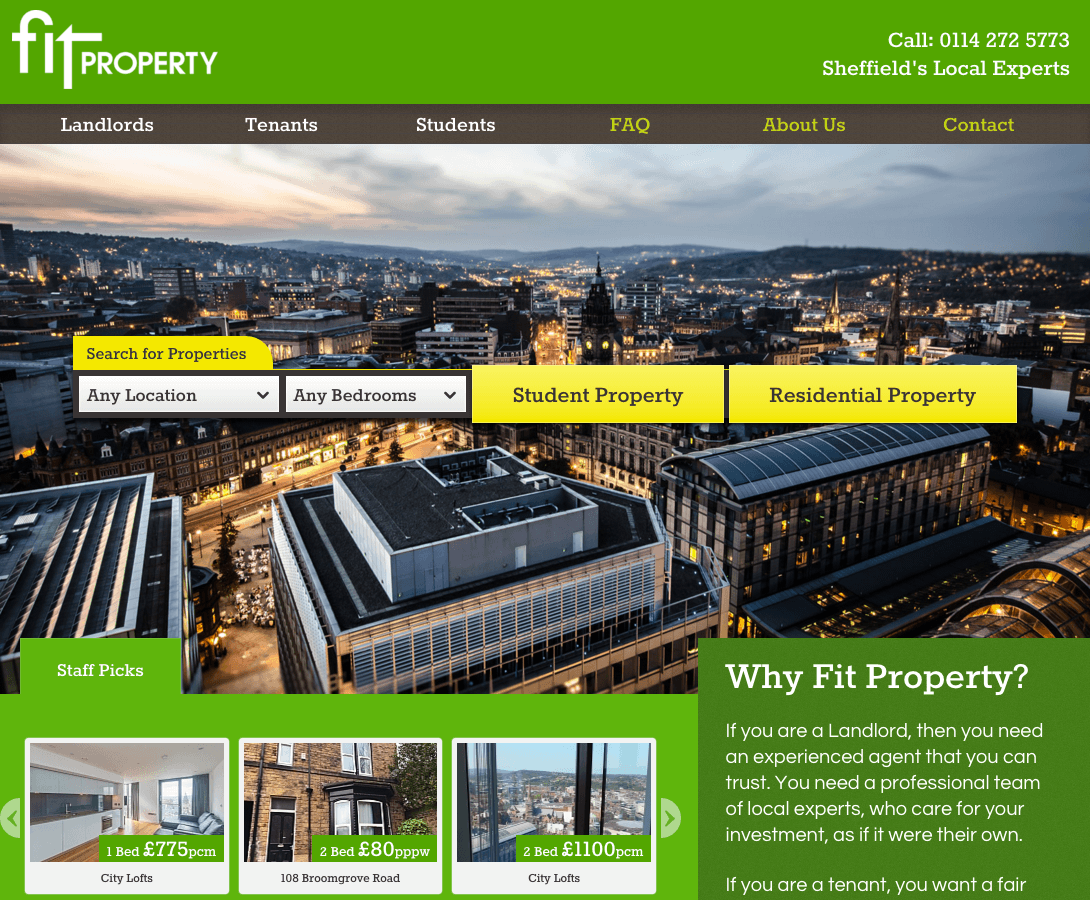 fit PROPERTY
Call: 0114 272 5773
Sheffield's Local Experts
Landlords Tenants Students FAQ About Us Contact
Search for Properties
Any Location Any Bedrooms Student Property Residential Property
Staff Picks
1 Bed £775pcm
City Lofts
2 Bed £80pppw
108 Broomgrove Road
2 Bed £1100pcm
City Lofts
Why Fit Property?
If you are a Landlord, then you need
an experienced agent that you can
trust. You need a professional team
of local experts, who care for your
investment, as if it were their own.
If you are a tenant, you want a fair